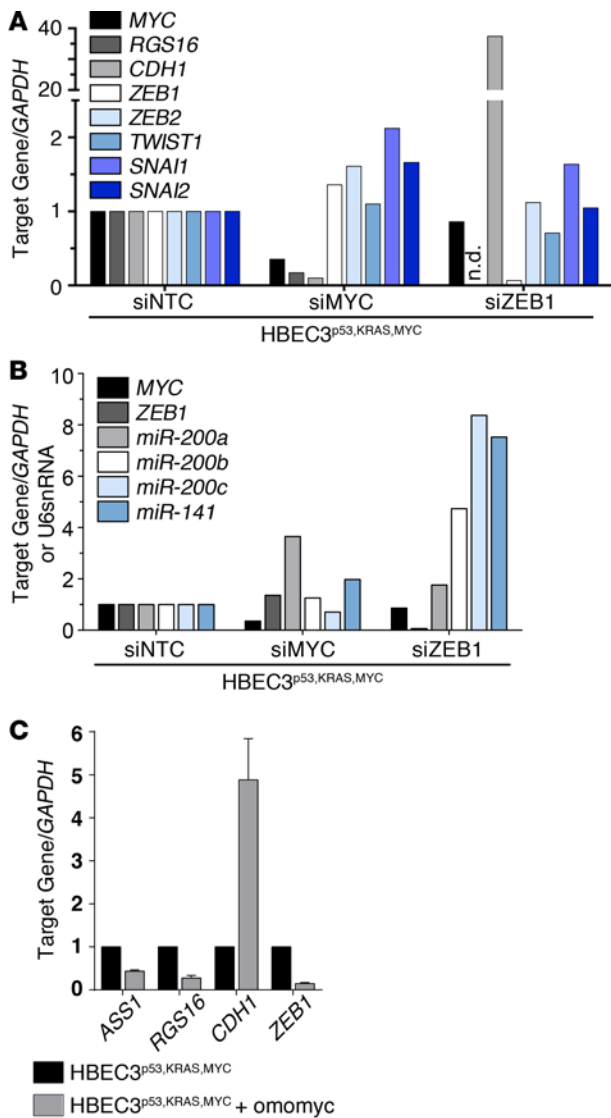 A
Target Gene/GAPDH
40
20
2
1
0
MYC
RGS16
CDH1
ZEB1
ZEB2
TWIST1
SNAI1
SNAI2
n.d.
siNTC siMYC siZEB1
HBEC3p53,KRAS,MYC
B
Target Gene/GAPDH
or U6snRNA
10
8
6
4
2
0
MYC
ZEB1
miR-200a
miR-200b
miR-200c
miR-141
siNTC siMYC siZEB1
HBEC3p53,KRAS,MYC
C
Target Gene/GAPDH
6
5
4
3
2
1
0
ASS1 RGS16 CDH1 ZEB1
HBEC3p53,KRAS,MYC
HBEC3p53,KRAS,MYC + omomyc